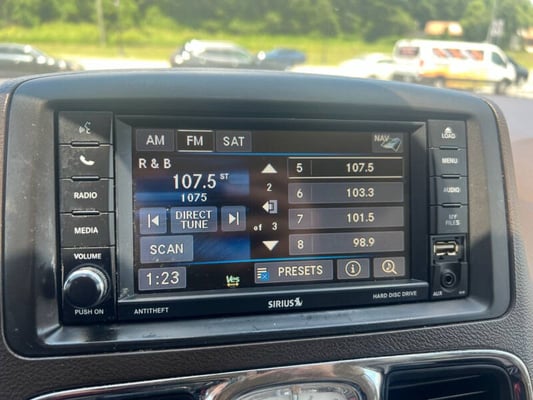 AM FM SAT NAV
R & B
107.5 ST
1075
DIRECT TUNE
SCAN
1:23
2
of 3
5 107.5
6 103.3
7 101.5
8 98.9
PRESETS
RADIO
MEDIA
VOLUME
PUSH ON
ANTITHEFT
SIRIUS
HARD DISC DRIVE
LOAD
MENU
AUDIO
MY FILES
AUX